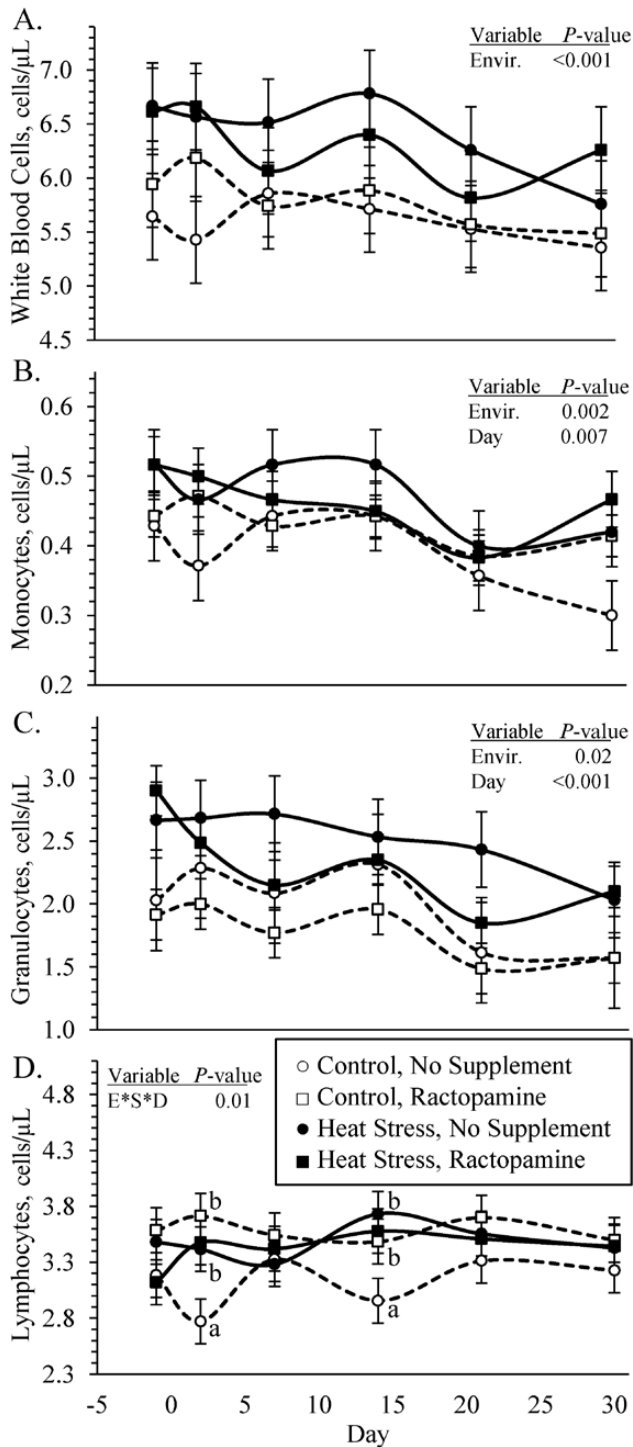 A.
Variable P-value
Envir. <0.001
White Blood Cells, cells/µL
7.0
6.5
6.0
5.5
5.0
4.5
B.
Variable P-value
Envir. 0.002
Day 0.007
Monocytes, cells/µL
0.6
0.5
0.4
0.3
0.2
C.
Variable P-value
Envir. 0.02
Day <0.001
Granulocytes, cells/µL
3.0
2.5
2.0
1.5
1.0
Control, No Supplement
Control, Ractopamine
Heat Stress, No Supplement
Heat Stress, Ractopamine
D.
Variable P-value
E*S*D 0.01
Lymphocytes, cells/µL
4.8
4.3
3.8
3.3
2.8
2.3
b b
b b
a a
-5 0 5 10 15 20 25 30
Day